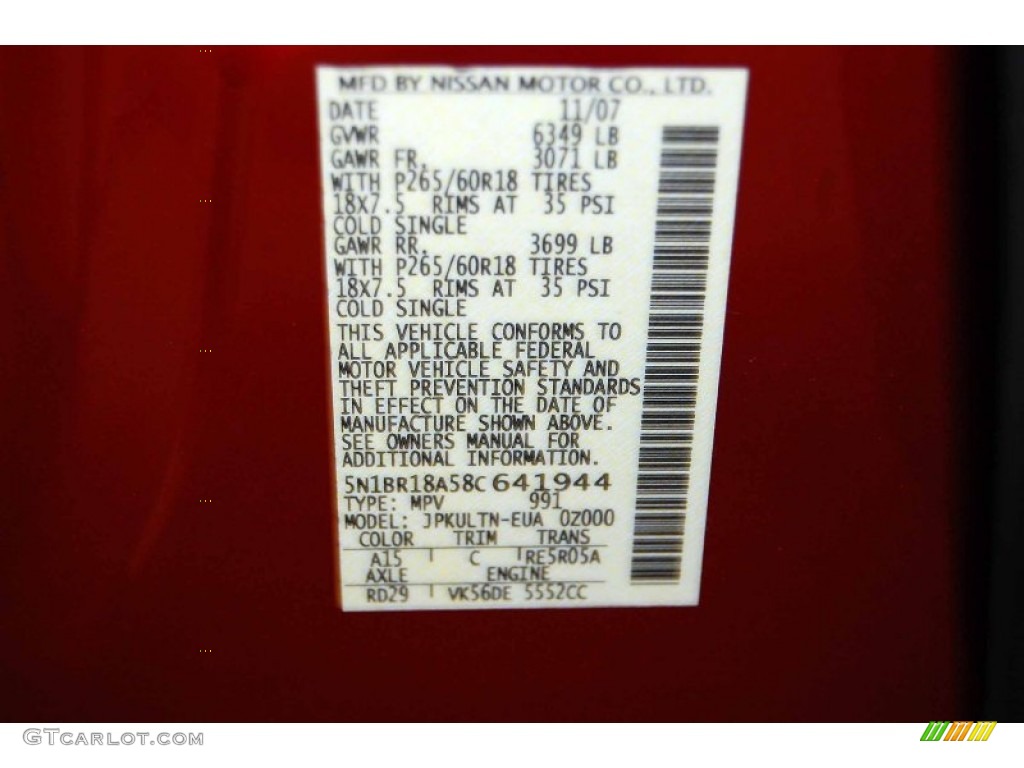 MFD BY NISSAN MOTOR CO., LTD.
DATE 11/07
GVWR 6349 LB
GAWR FR. 3071 LB
WITH P265/60R18 TIRES
18X7.5 RIMS AT 35 PSI
COLD SINGLE
GAWR RR. 3699 LB
WITH P265/60R18 TIRES
18X7.5 RIMS AT 35 PSI
COLD SINGLE
THIS VEHICLE CONFORMS TO
ALL APPLICABLE FEDERAL
MOTOR VEHICLE SAFETY AND
THEFT PREVENTION STANDARDS
IN EFFECT ON THE DATE OF
MANUFACTURE SHOWN ABOVE.
SEE OWNERS MANUAL FOR
ADDITIONAL INFORMATION.
5N1BR18A58C641944
TYPE: MPV 991
MODEL: JPKULTN-EUA 0Z000
COLOR TRIM TRANS
A15 C RE5R05A
AXLE ENGINE
RD29 VK56DE 5552CC
GTCARLOT.COM